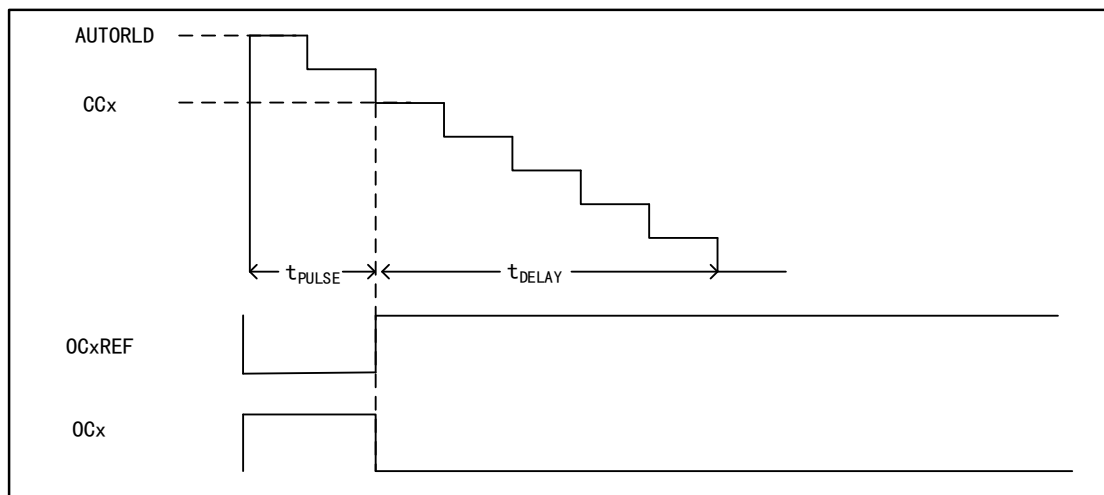 AUTORLD
CCx
tPULSE
tDELAY
OCxREF
OCx